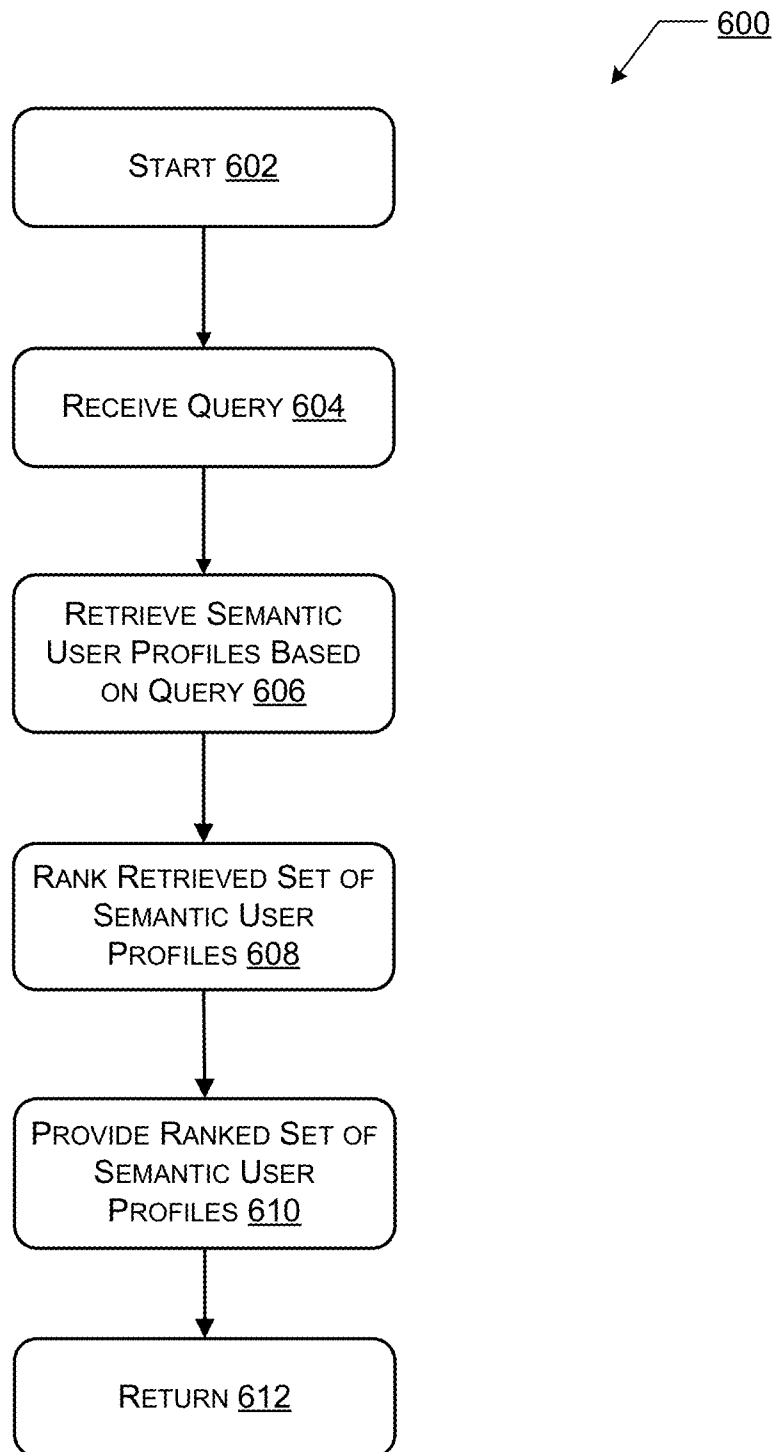 600
START 602
RECEIVE QUERY 604
RETRIEVE SEMANTIC
USER PROFILES BASED
ON QUERY 606
RANK RETRIEVED SET OF
SEMANTIC USER
PROFILES 608
PROVIDE RANKED SET OF
SEMANTIC USER
PROFILES 610
RETURN 612